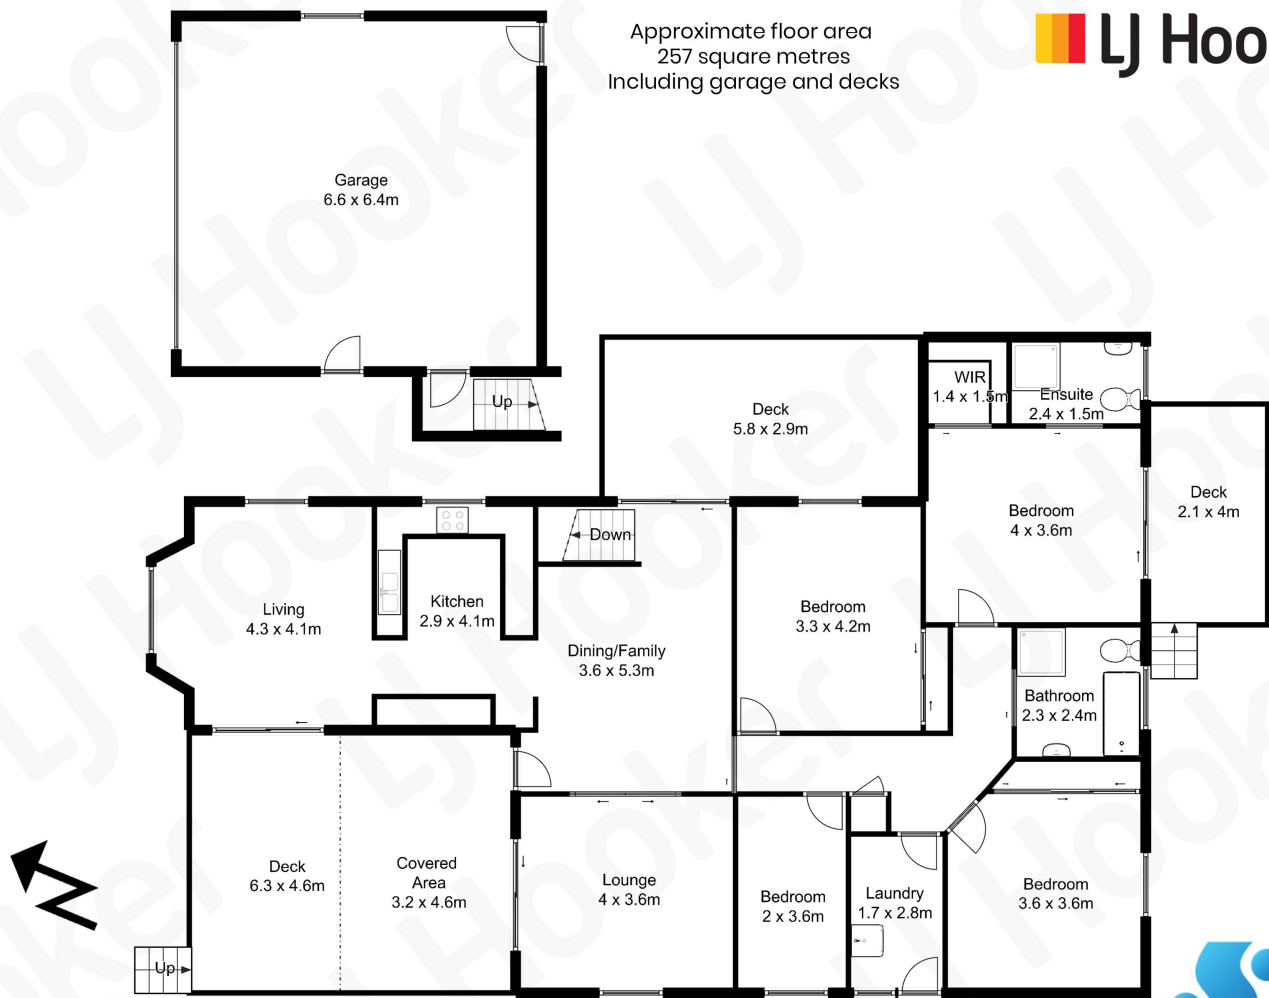 Approximate floor area
257 square metres
Including garage and decks
LJ Hoo
Garage
6.6 x 6.4m
Up
Deck
5.8 x 2.9m
WIR
1.4 x 1.5m
Ensuite
2.4 x 1.5m
Deck
2.1 x 4m
Bedroom
4 x 3.6m
Down
Living
4.3 x 4.1m
Kitchen
2.9 x 4.1m
Dining/Family
3.6 x 5.3m
Bedroom
3.3 x 4.2m
Bathroom
2.3 x 2.4m
Deck
6.3 x 4.6m
Covered
Area
3.2 x 4.6m
Lounge
4 x 3.6m
Bedroom
2 x 3.6m
Laundry
1.7 x 2.8m
Bedroom
3.6 x 3.6m
Up
LJ Hooker